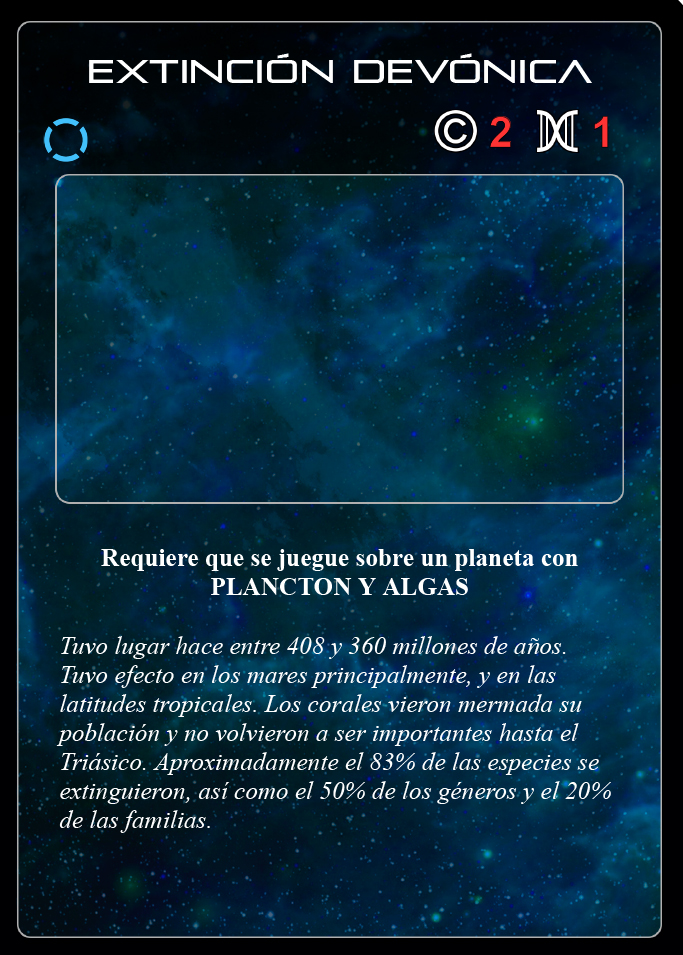 EXTINCIÓN DEVÓNICA
© 2 1
Requiere que se juegue sobre un planeta con
PLANCTON Y ALGAS
Tuvo lugar hace entre 408 y 360 millones de años.
Tuvo efecto en los mares principalmente, y en las
latitudes tropicales. Los corales vieron mermada su
población y no volvieron a ser importantes hasta el
Triásico. Aproximadamente el 83% de las especies se
extinguieron, así como el 50% de los géneros y el 20%
de las familias.